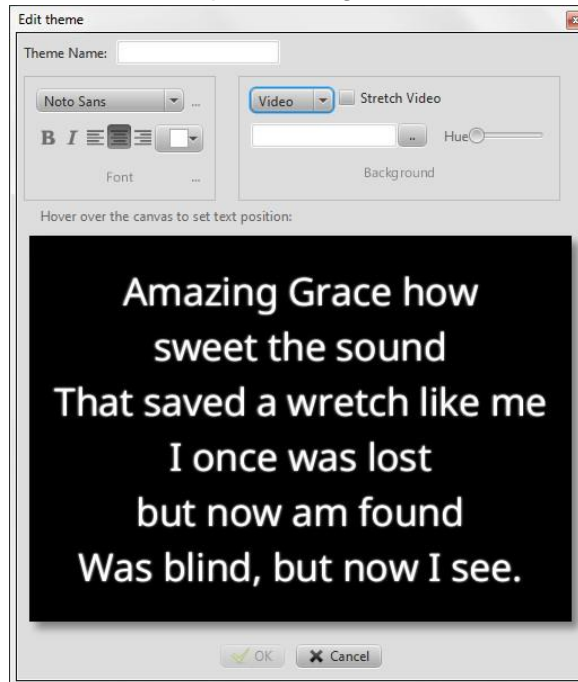 Edit theme
Theme Name:
Noto Sans ...
Video Stretch Video
B I
.. Hue
Font ...
Background
Hover over the canvas to set text position:
Amazing Grace how
sweet the sound
That saved a wretch like me
I once was lost
but now am found
Was blind, but now I see.
OK Cancel